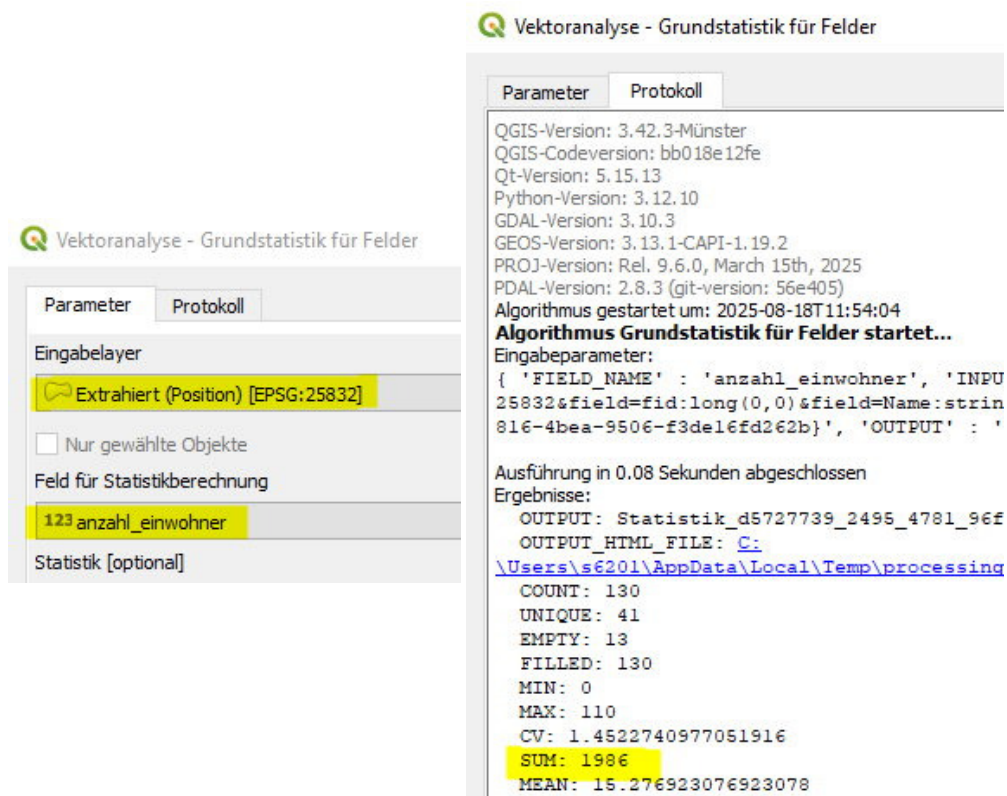 Vektoranalyse - Grundstatistik für Felder
Parameter
Protokoll
Eingabelayer
Extrahiert (Position) [EPSG:25832]
Nur gewählte Objekte
Feld für Statistikberechnung
123 anzahl_einwohner
Statistik [optional]
Vektoranalyse - Grundstatistik für Felder
Parameter
Protokoll
QGIS-Version: 3.42.3-Münster
QGIS-Codeversion: bb018e12fe
Qt-Version: 5.15.13
Python-Version: 3.12.10
GDAL-Version: 3.10.3
GEOS-Version: 3.13.1-CAPI-1.19.2
PROJ-Version: Rel. 9.6.0, March 15th, 2025
PDAL-Version: 2.8.3 (git-version: 56e405)
Algorithmus gestartet um: 2025-08-18T11:54:04
Algorithmus Grundstatistik für Felder startet...
Eingabeparameter:
{ 'FIELD_NAME' : 'anzahl_einwohner', 'INPU
25832&field=fid:long(0,0)&field=Name:strin
816-4bea-9506-f3de16fd262b}', 'OUTPUT' : '
Ausführung in 0.08 Sekunden abgeschlossen
Ergebnisse:
OUTPUT: Statistik_d5727739_2495_4781_96f
OUTPUT_HTML_FILE: C:
\Users\s6201\AppData\Local\Temp\processing
COUNT: 130
UNIQUE: 41
EMPTY: 13
FILLED: 130
MIN: 0
MAX: 110
CV: 1.4522740977051916
SUM: 1986
MEAN: 15.276923076923078